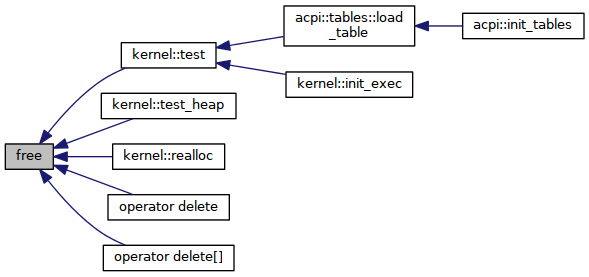 acpi::tables::load
_table
acpi::init_tables
kernel::test
kernel::init_exec
kernel::test_heap
free
kernel::realloc
operator delete
operator delete[]